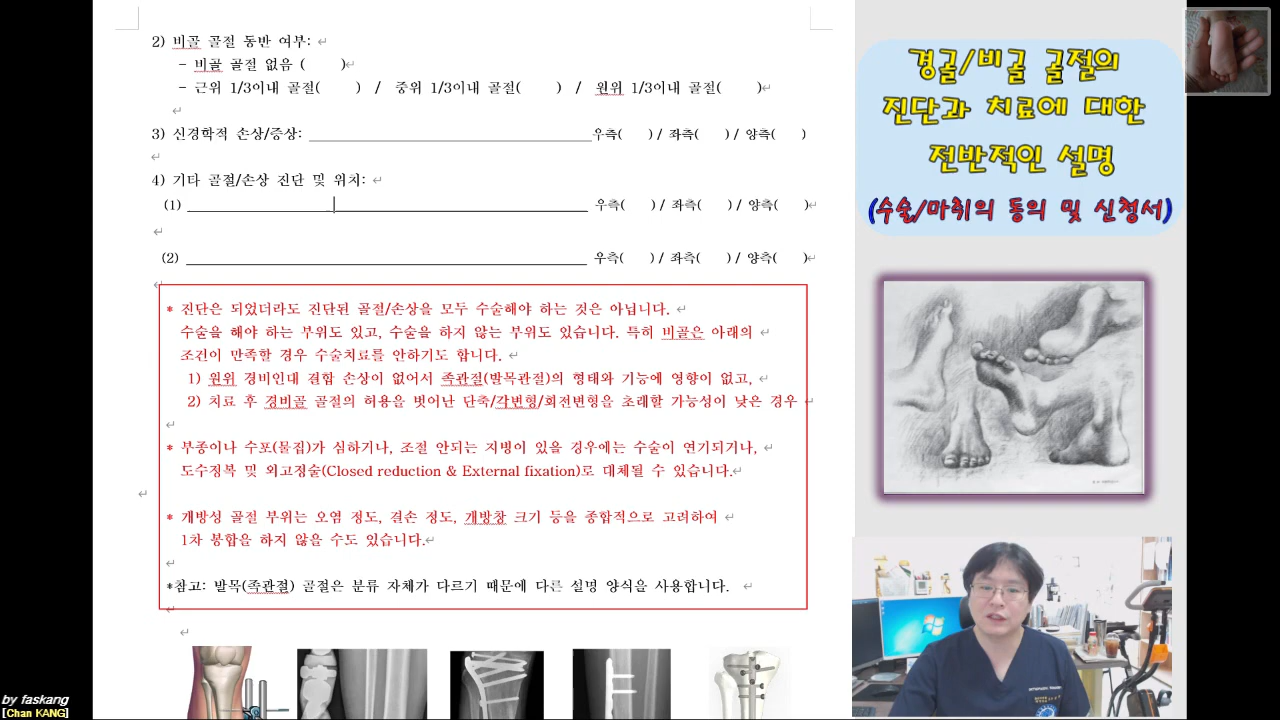 2) 비골 골절 동반 여부:
- 비골 골절 없음 ( )
- 근위 1/3이내 골절( ) / 중위 1/3이내 골절( ) / 원위 1/3이내 골절( )
3) 신경학적 손상/증상: ____________________ 우측( ) / 좌측( ) / 양측( )
4) 기타 골절/손상 진단 및 위치:
(1) ____________________ 우측( ) / 좌측( ) / 양측( )
(2) ____________________ 우측( ) / 좌측( ) / 양측( )
* 진단은 되었더라도 진단된 골절/손상을 모두 수술해야 하는 것은 아닙니다.
수술을 해야 하는 부위도 있고, 수술을 하지 않는 부위도 있습니다. 특히 비골은 아래의
조건이 만족할 경우 수술치료를 안하기도 합니다.
1) 원위 경비인대 결합 손상이 없어서 족관절(발목관절)의 형태와 기능에 영향이 없고,
2) 치료 후 경비골 골절의 허용을 벗어난 단축/각변형/회전변형을 초래할 가능성이 낮은 경우
* 부종이나 수포(물집)가 심하거나, 조절 안되는 지병이 있을 경우에는 수술이 연기되거나,
도수정복 및 외고정술(Closed reduction & External fixation)로 대체될 수 있습니다.
* 개방성 골절 부위는 오염 정도, 결손 정도, 개방창 크기 등을 종합적으로 고려하여
1차 봉합을 하지 않을 수도 있습니다.
*참고: 발목(족관절) 골절은 분류 자체가 다르기 때문에 다른 설명 양식을 사용합니다.
경골/비골 골절의
진단과 치료에 대한
전반적인 설명
(수술/마취의 동의 및 신청서)
by faskang
[Chan KANG]